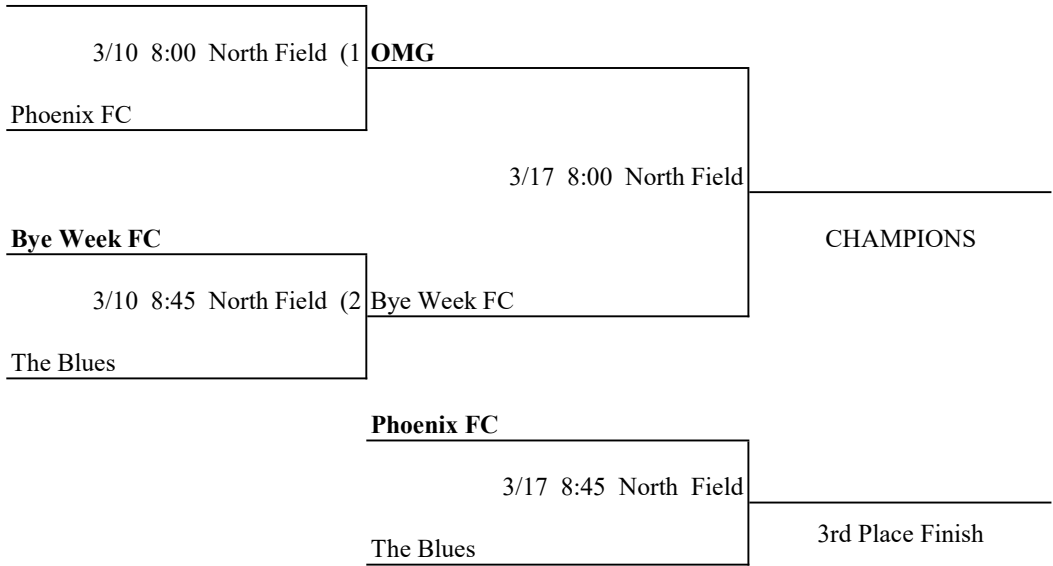 3/10 8:00 North Field (1 OMG
Phoenix FC
3/17 8:00 North Field
Bye Week FC
CHAMPIONS
3/10 8:45 North Field (2 Bye Week FC
The Blues
Phoenix FC
3/17 8:45 North Field
3rd Place Finish
The Blues